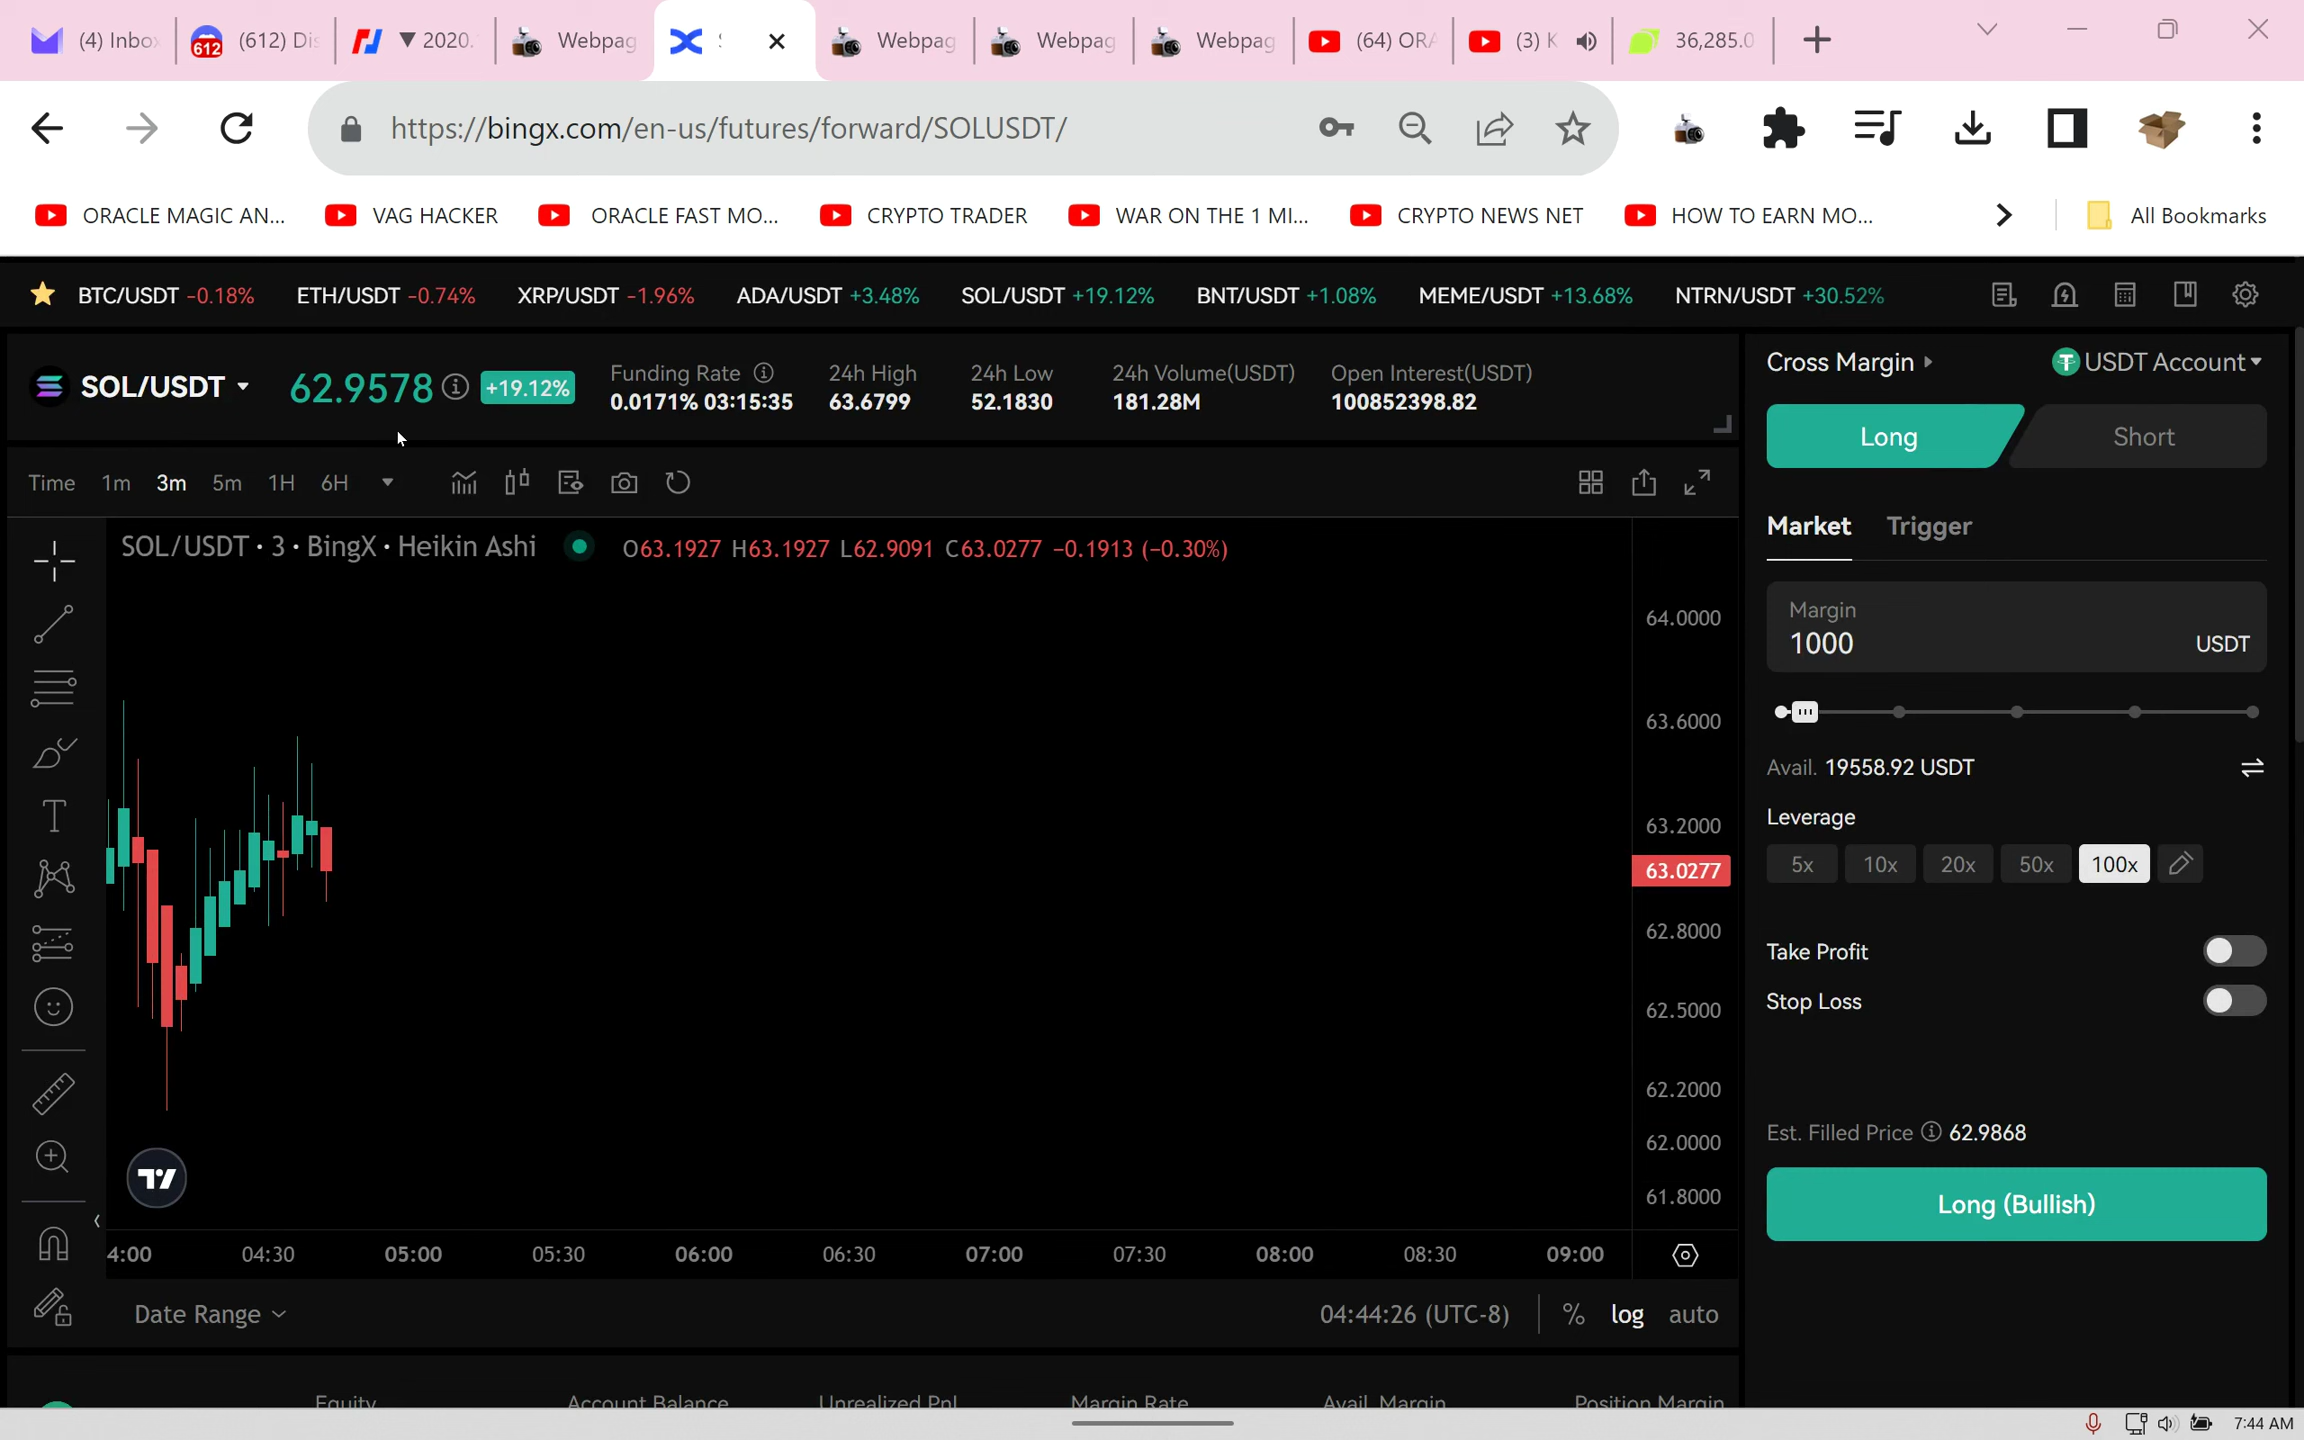 (4) Inbo
612 (612) Di
▼ 2020.
Webpag
Webpag
Webpag
Webpag
(64) OR
(3) K
36,285.0
https://bingx.com/en-us/futures/forward/SOLUSDT/
ORACLE MAGIC AN... VAG HACKER ORACLE FAST MO... CRYPTO TRADER WAR ON THE 1 MI... CRYPTO NEWS NET HOW TO EARN MO... All Bookmarks
BTC/USDT -0.18% ETH/USDT -0.74% XRP/USDT -1.96% ADA/USDT +3.48% SOL/USDT +19.12% BNT/USDT +1.08% MEME/USDT +13.68% NTRN/USDT +30.52%
SOL/USDT 62.9578 +19.12%
Funding Rate 24h High 24h Low 24h Volume(USDT) Open Interest(USDT)
0.0171% 03:15:35 63.6799 52.1830 181.28M 100852398.82
Time 1m 3m 5m 1H 6H
SOL/USDT · 3 · BingX · Heikin Ashi O63.1927 H63.1927 L62.9091 C63.0277 −0.1913 (−0.30%)
64.0000
63.6000
63.2000
63.0277
62.8000
62.5000
62.2000
62.0000
61.8000
4:00 04:30 05:00 05:30 06:00 06:30 07:00 07:30 08:00 08:30 09:00
Date Range 04:44:26 (UTC-8) % log auto
Equity Account Balance Unrealized PnL Margin Rate Avail. Margin Position Margin
Cross Margin USDT Account
Long Short
Market Trigger
Margin
1000 USDT
Avail. 19558.92 USDT
Leverage
5x 10x 20x 50x 100x
Take Profit
Stop Loss
Est. Filled Price 62.9868
Long (Bullish)
7:44 AM